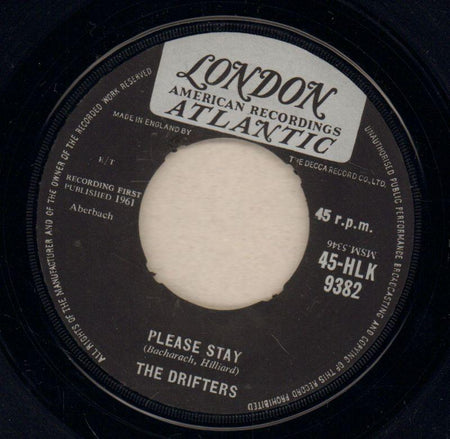 LONDON
AMERICAN RECORDINGS
ATLANTIC
MADE IN ENGLAND BY
THE DECCA RECORD CO., LTD.
ALL RIGHTS OF THE MANUFACTURER AND OF THE OWNER OF THE RECORDED WORK RESERVED
UNAUTHORISED PUBLIC PERFORMANCE BROADCASTING AND COPYING OF THIS RECORD PROHIBITED
RECORDING FIRST
PUBLISHED 1961
Aberbach
45 r.p.m.
MSM.5346
45-HLK
9382
PLEASE STAY
(Bacharach, Hilliard)
THE DRIFTERS